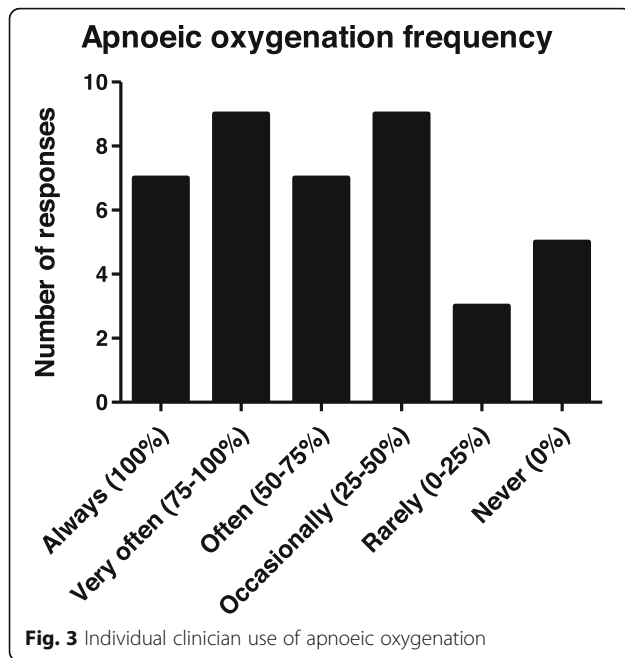 Apnoeic oxygenation frequency
Number of responses
10
8
6
4
2
0
Always (100%)
Very often (75-100%)
Often (50-75%)
Occasionally (25-50%)
Rarely (0-25%)
Never (0%)
Fig. 3 Individual clinician use of apnoeic oxygenation